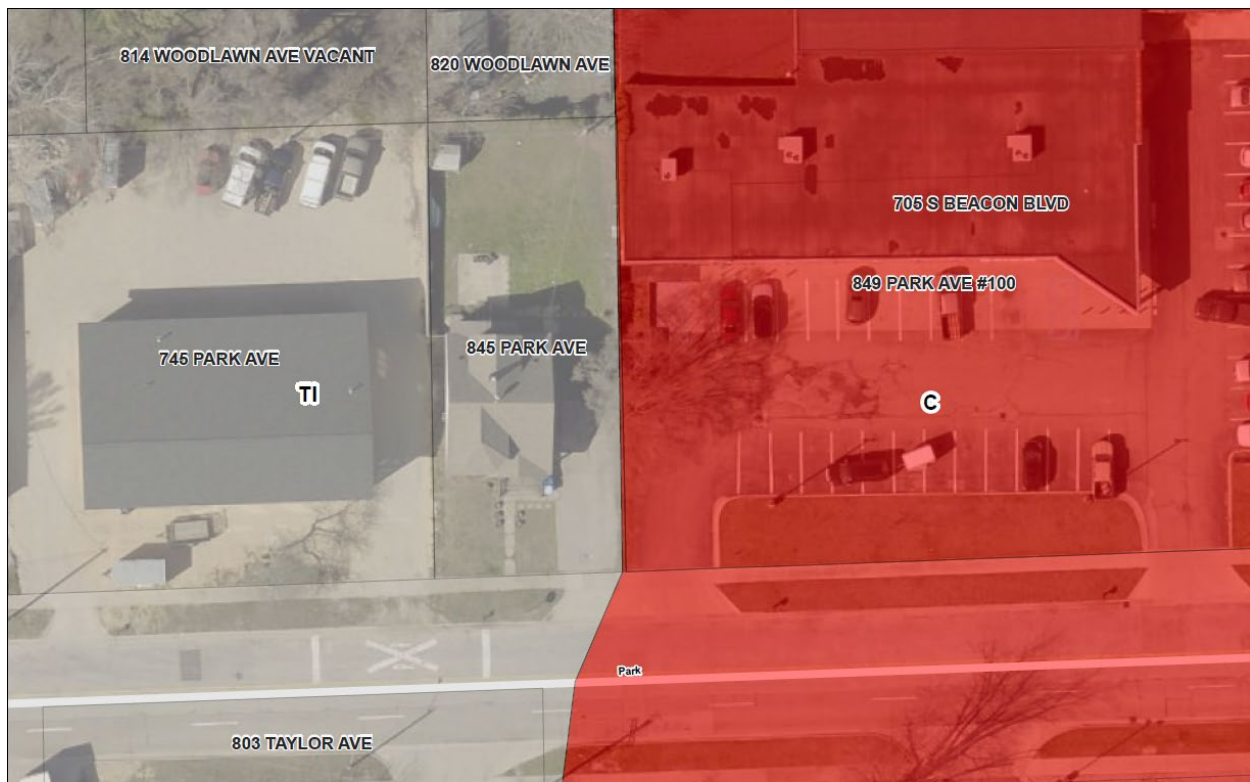 814 WOODLAWN AVE VACANT
820 WOODLAWN AVE
705 S BEACON BLVD
849 PARK AVE #100
745 PARK AVE
845 PARK AVE
TI
C
Park
803 TAYLOR AVE